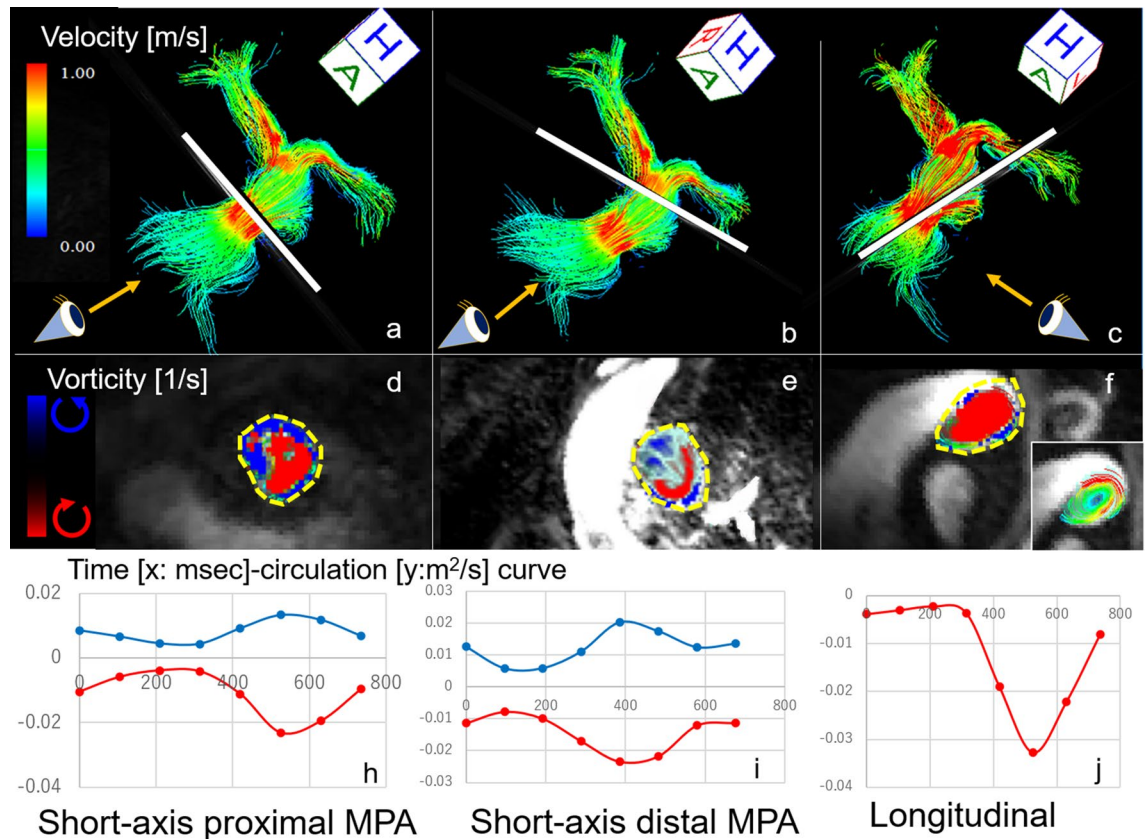 Velocity [m/s]
1.00
0.00
H
A
a
R
H
A
b
H
A
L
c
Vorticity [1/s]
d
e
f
Time [x: msec]-circulation [y:m²/s] curve
0.02
0
-0.02
-0.04
0 200 400 600 800
h
0.03
0.02
0.01
0
-0.01
-0.02
-0.03
0 200 400 600 800
i
0
-0.01
-0.02
-0.03
-0.04
0 200 400 600 800
j
Short-axis proximal MPA
Short-axis distal MPA
Longitudinal